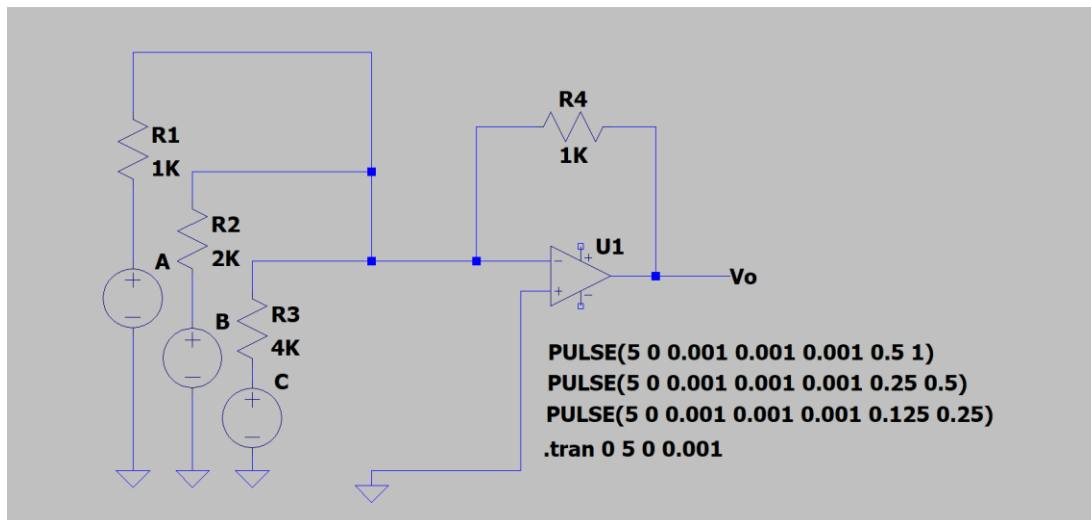 R4
1K
R1
1K
R2
2K
A
U1
Vo
B
R3
4K
C
PULSE(5 0 0.001 0.001 0.001 0.5 1)
PULSE(5 0 0.001 0.001 0.001 0.25 0.5)
PULSE(5 0 0.001 0.001 0.001 0.125 0.25)
.tran 0 5 0 0.001